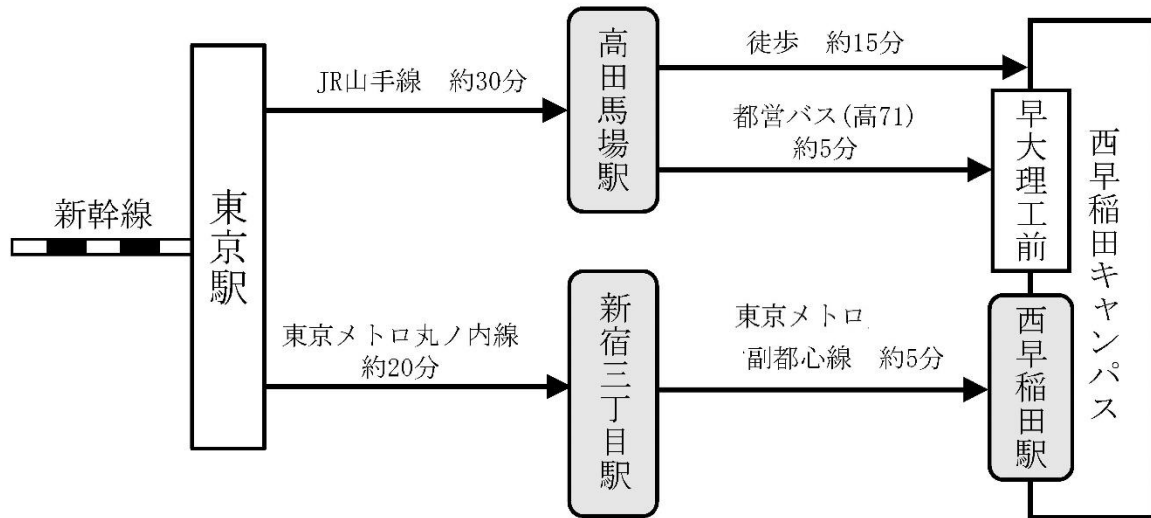 新幹線
東京駅
JR山手線 約30分
高田馬場駅
徒歩 約15分
都営バス(高71)
約5分
早大理工前
東京メトロ丸ノ内線
約20分
新宿三丁目駅
東京メトロ
副都心線 約5分
西早稲田駅
西早稲田キャンパス